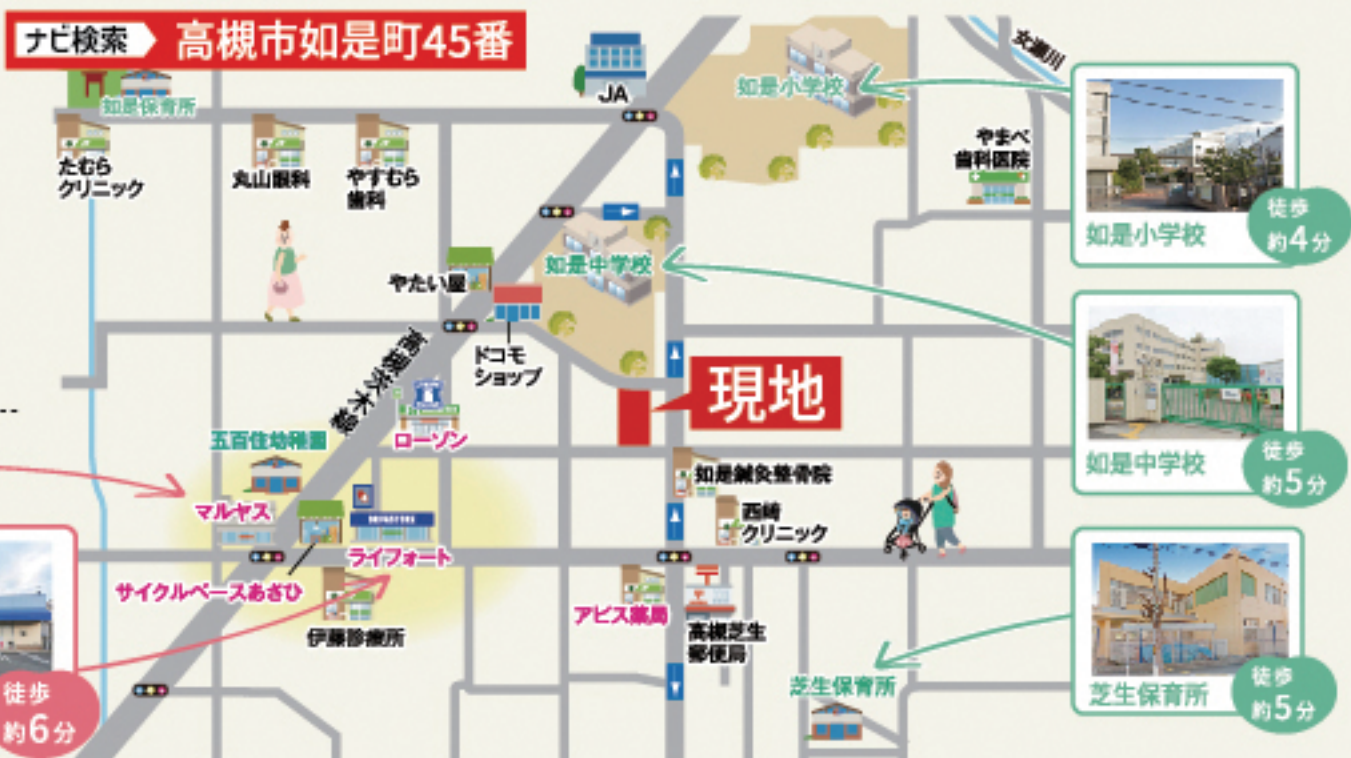 ナビ検索
高槻市如是町45番
女瀬川
如是小学校
JA
如是保育所
やまべ
歯科医院
たむら
クリニック
丸山眼科
やすむら
歯科
如是小学校
徒歩
約4分
如是中学校
やたい屋
ドコモ
ショップ
高槻茨木線
現地
ローソン
五百住幼稚園
如是中学校
徒歩
約5分
如是鍼灸整骨院
マルヤス
西崎
クリニック
ライフォート
サイクルベースあさひ
アピス薬局
伊藤診療所
高槻芝生
郵便局
芝生保育所
芝生保育所
徒歩
約5分
徒歩
約6分